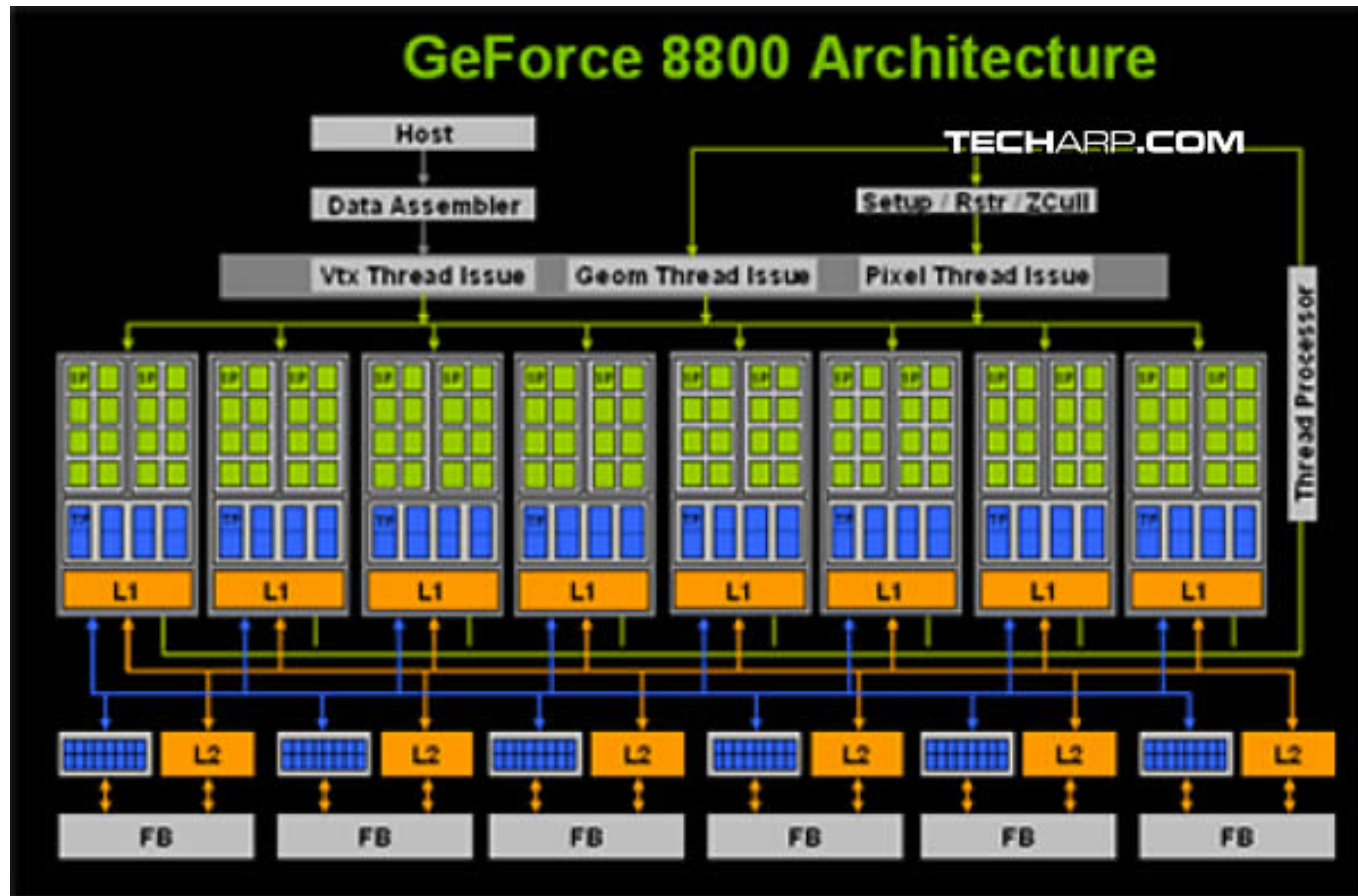 GeForce 8800 Architecture
TECHARP.COM
Host
Data Assembler
Setup / Rstr / ZCull
Vtx Thread Issue
Geom Thread Issue
Pixel Thread Issue
Thread Processor
SP SP SP SP SP SP SP SP SP SP SP SP SP SP SP SP
TF TF TF TF TF TF TF TF
L1 L1 L1 L1 L1 L1 L1 L1
L2 L2 L2 L2 L2 L2
FB FB FB FB FB FB